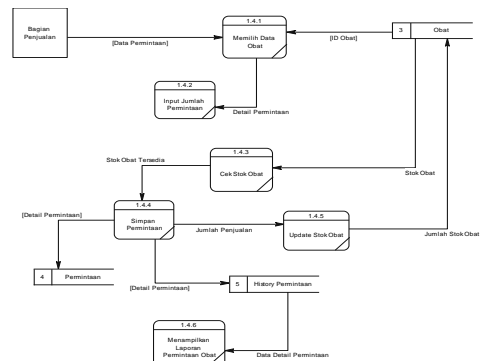 Bagian
Penjualan
[Data Permintaan]
1.4.1
Memilih Data
Obat
[ID Obat]
3 Obat
1.4.2
Input Jumlah
Permintaan
Detail Permintaan
1.4.3
Cek Stok Obat
Stok Obat Tersedia
Stok Obat
1.4.4
Simpan
Permintaan
[Detail Permintaan]
Jumlah Penjualan
1.4.5
Update Stok Obat
Jumlah Stok Obat
4 Permintaan
[Detail Permintaan]
5 History Permintaan
1.4.6
Menampilkan
Laporan
Permintaan Obat
Data Detail Permintaan